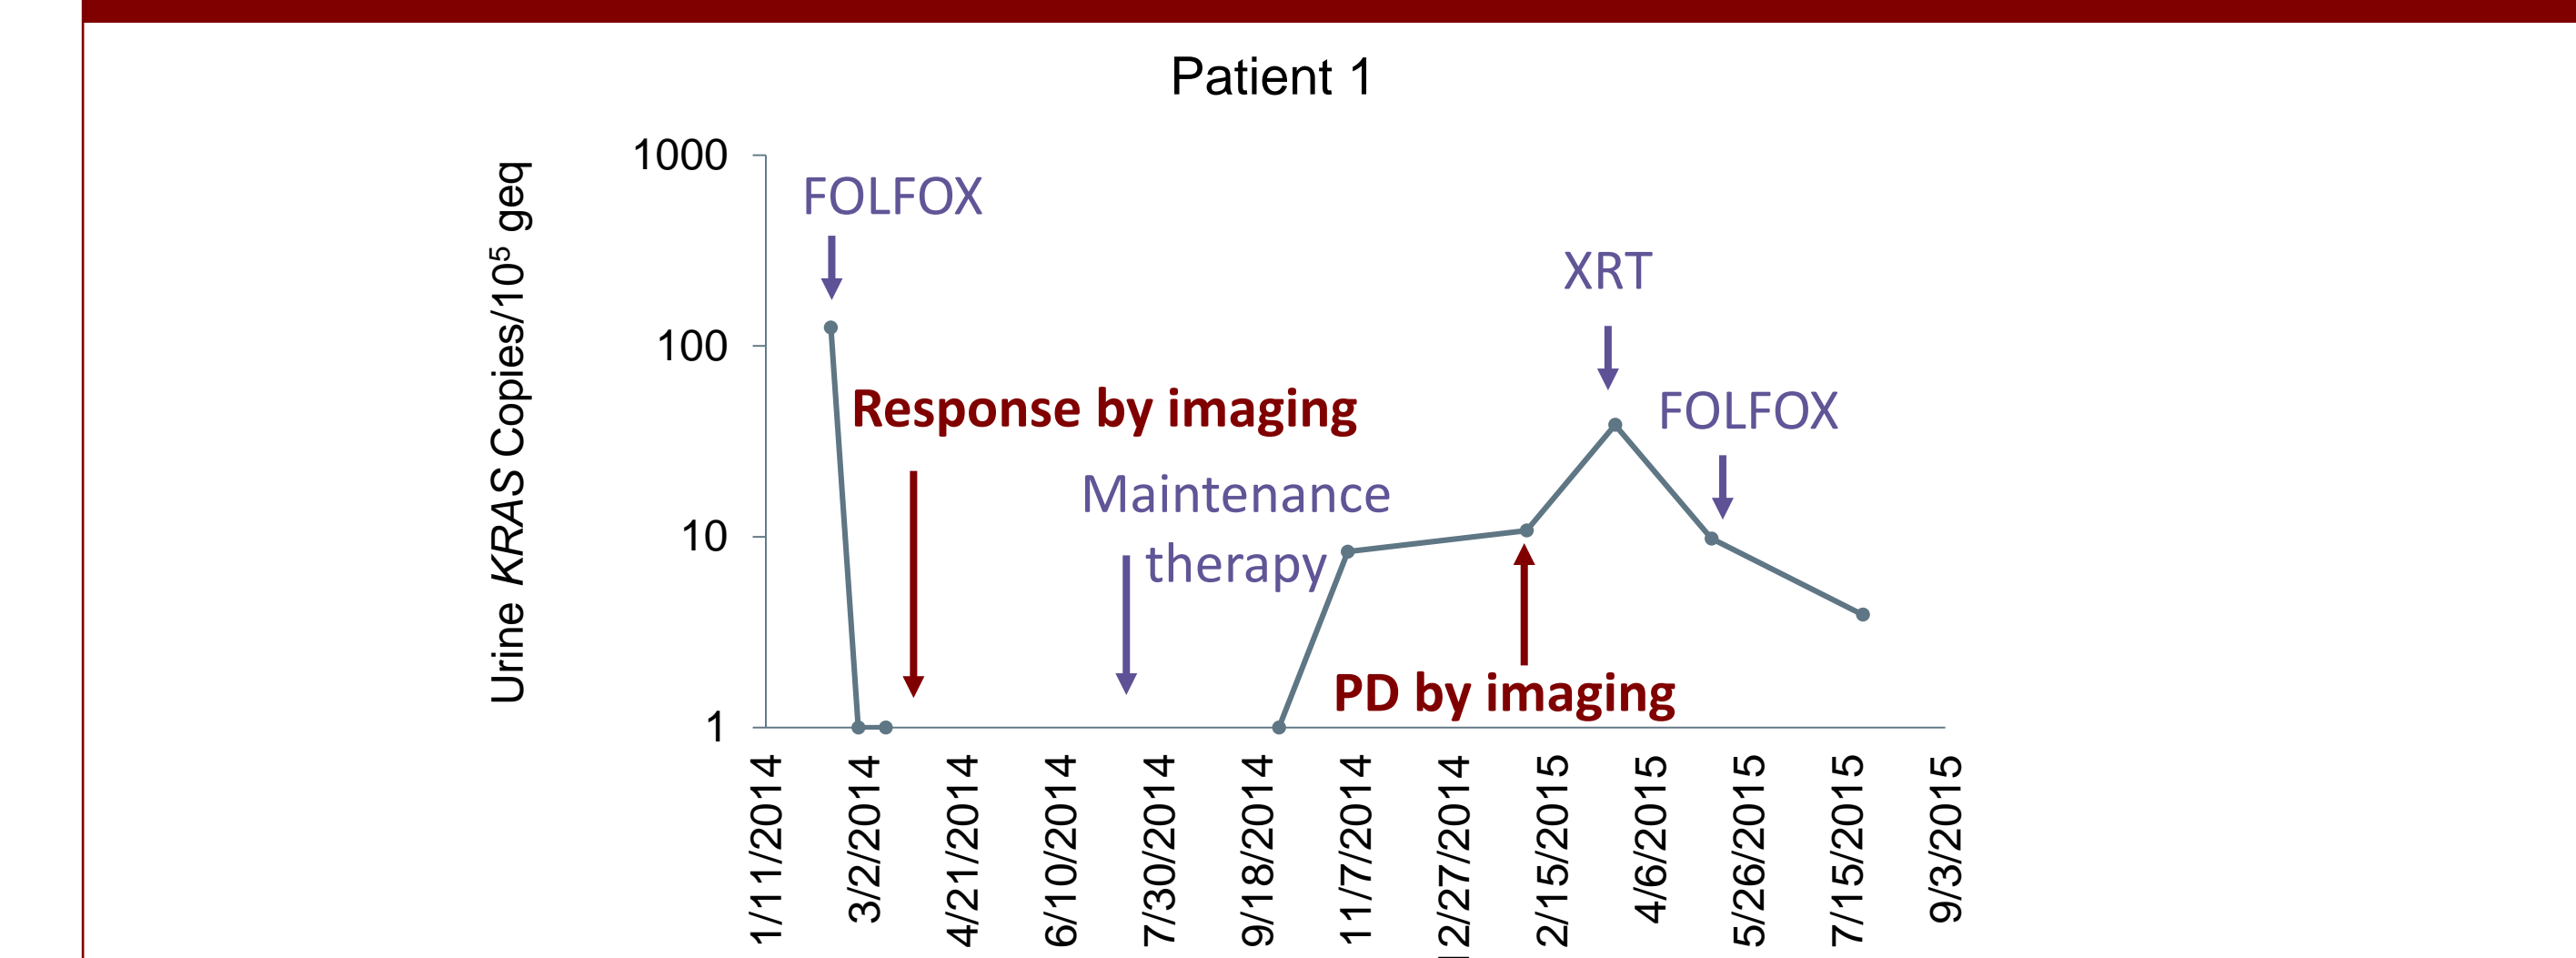 Patient 1
Urine KRAS Copies/10⁵ geq
1000
100
10
1
FOLFOX
Response by imaging
Maintenance
therapy
PD by imaging
XRT
FOLFOX
1/11/2014
3/2/2014
4/21/2014
6/10/2014
7/30/2014
9/18/2014
11/7/2014
12/27/2014
2/15/2015
4/6/2015
5/26/2015
7/15/2015
9/3/2015